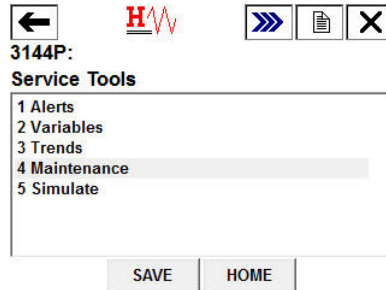 H
3144P:
Service Tools
1 Alerts
2 Variables
3 Trends
4 Maintenance
5 Simulate
SAVE HOME